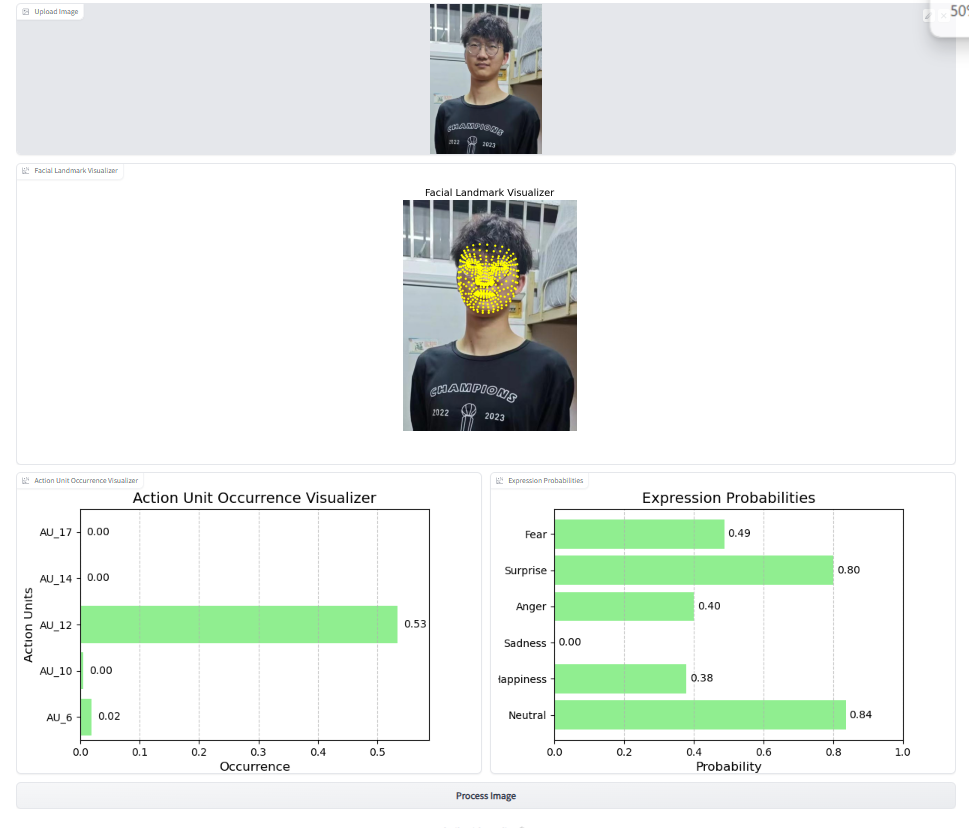 Upload Image
50%
CHAMPIONS
2022 2023
Facial Landmark Visualizer
Facial Landmark Visualizer
CHAMPIONS
2022 2023
Action Unit Occurrence Visualizer
Action Unit Occurrence Visualizer
Action Units
AU_17 0.00
AU_14 0.00
AU_12 0.53
AU_10 0.00
AU_6 0.02
0.0 0.1 0.2 0.3 0.4 0.5
Occurrence
Expression Probabilities
Expression Probabilities
Fear 0.49
Surprise 0.80
Anger 0.40
Sadness 0.00
Happiness 0.38
Neutral 0.84
0.0 0.2 0.4 0.6 0.8 1.0
Probability
Process Image